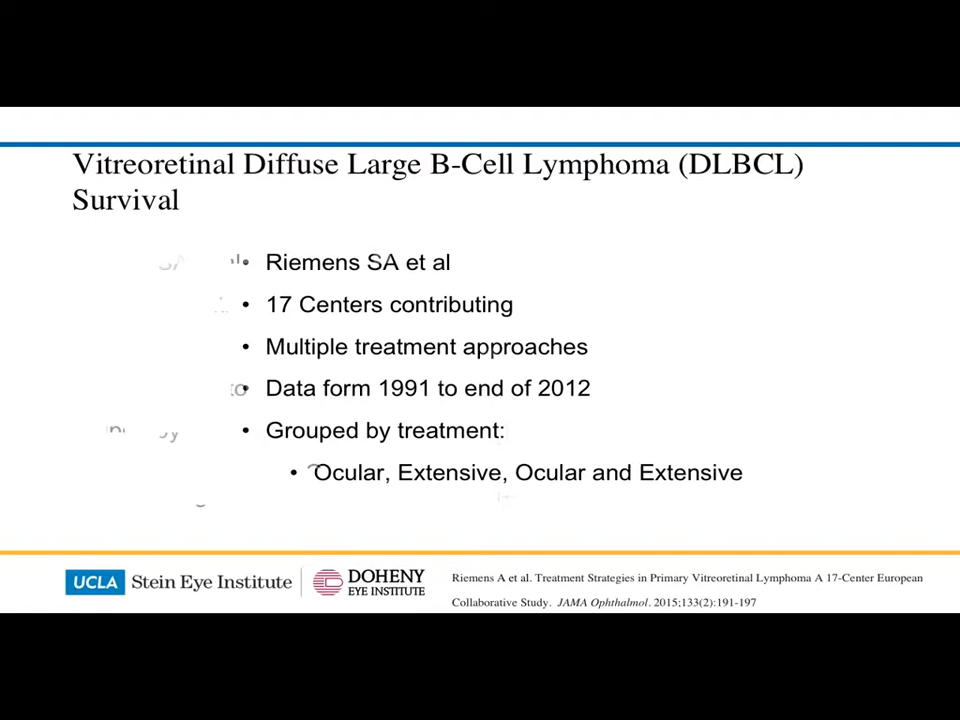 Vitreoretinal Diffuse Large B-Cell Lymphoma (DLBCL)
Survival
• Riemens SA et al
• 17 Centers contributing
• Multiple treatment approaches
• Data form 1991 to end of 2012
• Grouped by treatment:
• Ocular, Extensive, Ocular and Extensive
UCLA Stein Eye Institute
DOHENY
EYE INSTITUTE
Riemens A et al. Treatment Strategies in Primary Vitreoretinal Lymphoma A 17-Center European
Collaborative Study. JAMA Ophthalmol. 2015;133(2):191-197